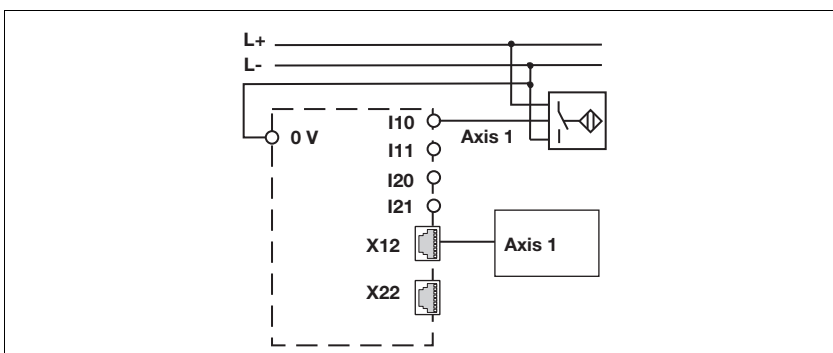 L+
L-
0 V
I10
Axis 1
I11
I20
I21
X12
Axis 1
X22